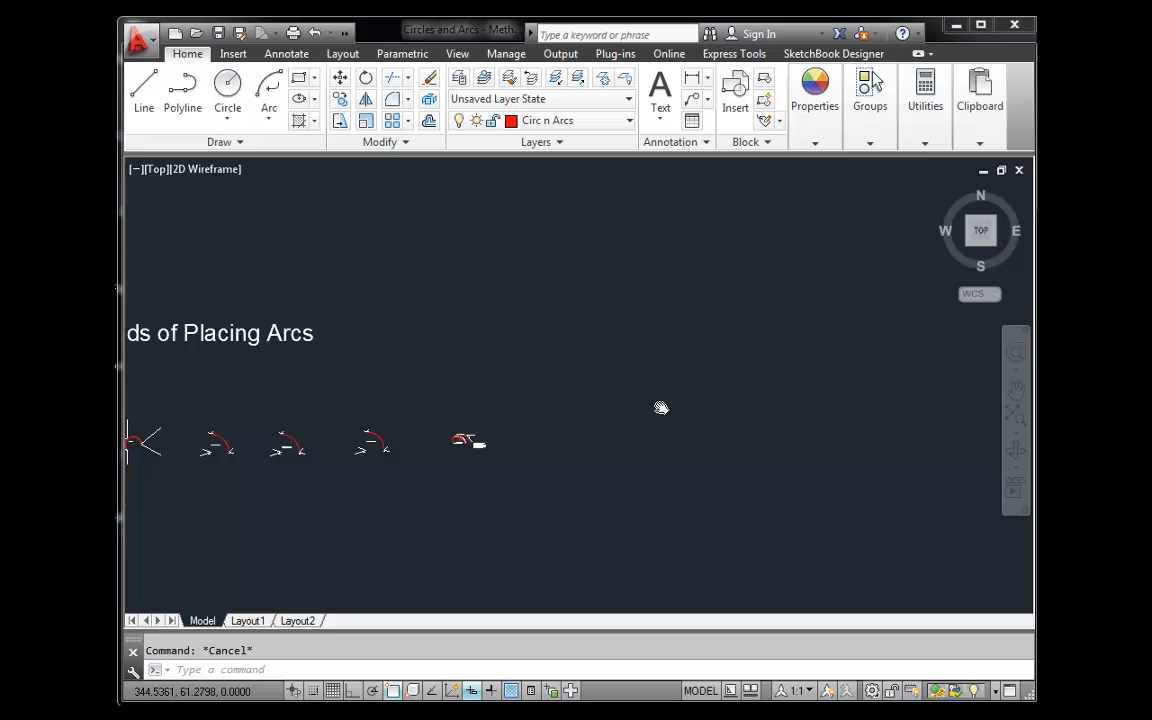 Circles and Arcs - Meth...
Type a keyword or phrase
Sign In
Home Insert Annotate Layout Parametric View Manage Output Plug-ins Online Express Tools SketchBook Designer
Unsaved Layer State
Line Polyline Circle Arc Text Insert Properties Groups Utilities Clipboard
Circ n Arcs
Draw Modify Layers Annotation Block
[−][Top][2D Wireframe]
N
W TOP E
S
WCS
ds of Placing Arcs
Model Layout1 Layout2
Command: *Cancel*
Type a command
344.5361, 61.2798, 0.0000 MODEL 1:1